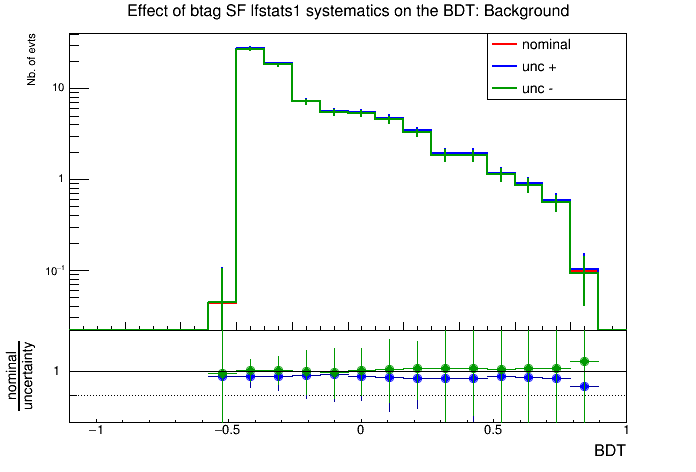 Effect of btag SF lfstats1 systematics on the BDT: Background
Nb. of evts
10
1
10⁻¹
nominal
unc +
unc -
nominal
uncertainty
1
−1
−0.5
0
0.5
1
BDT